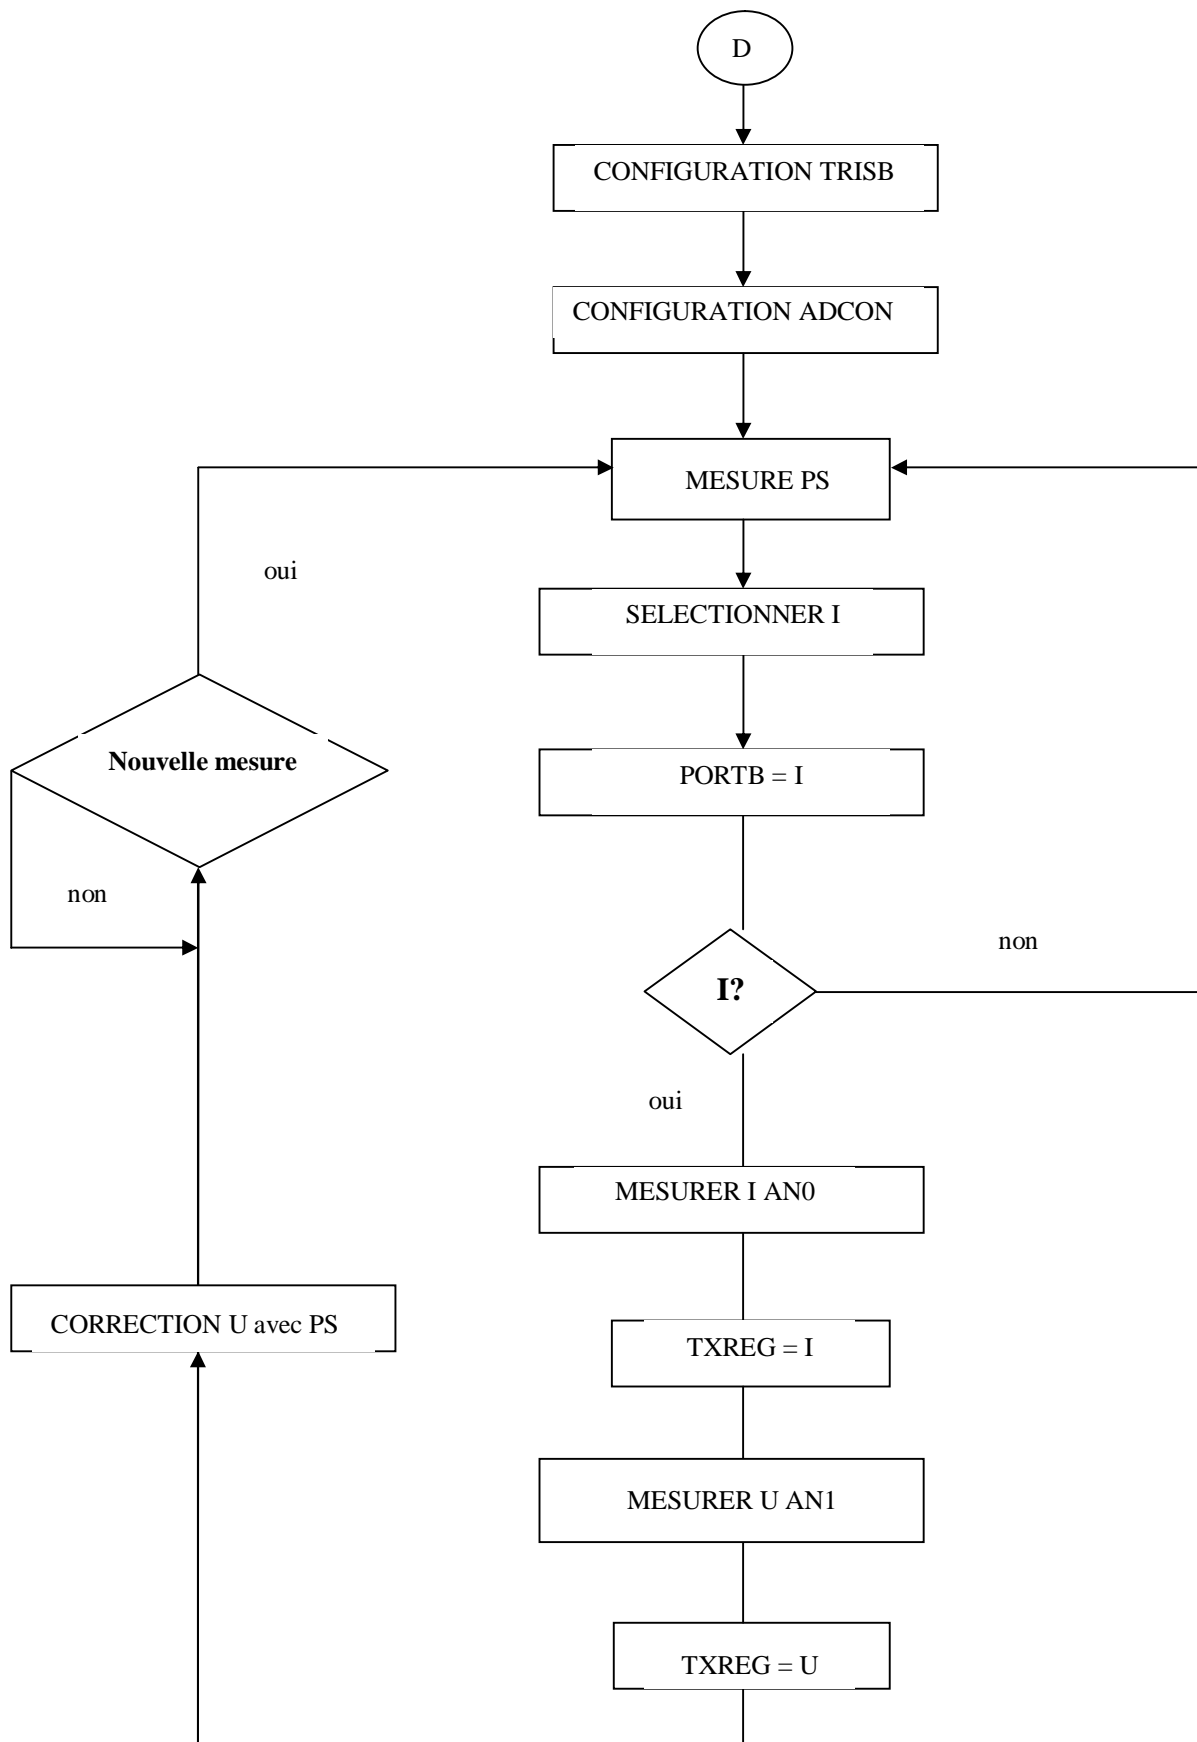 D
CONFIGURATION TRISB
CONFIGURATION ADCON
MESURE PS
oui
SELECTIONNER I
Nouvelle mesure
PORTB = I
non
non
I?
oui
MESURER I AN0
CORRECTION U avec PS
TXREG = I
MESURER U AN1
TXREG = U